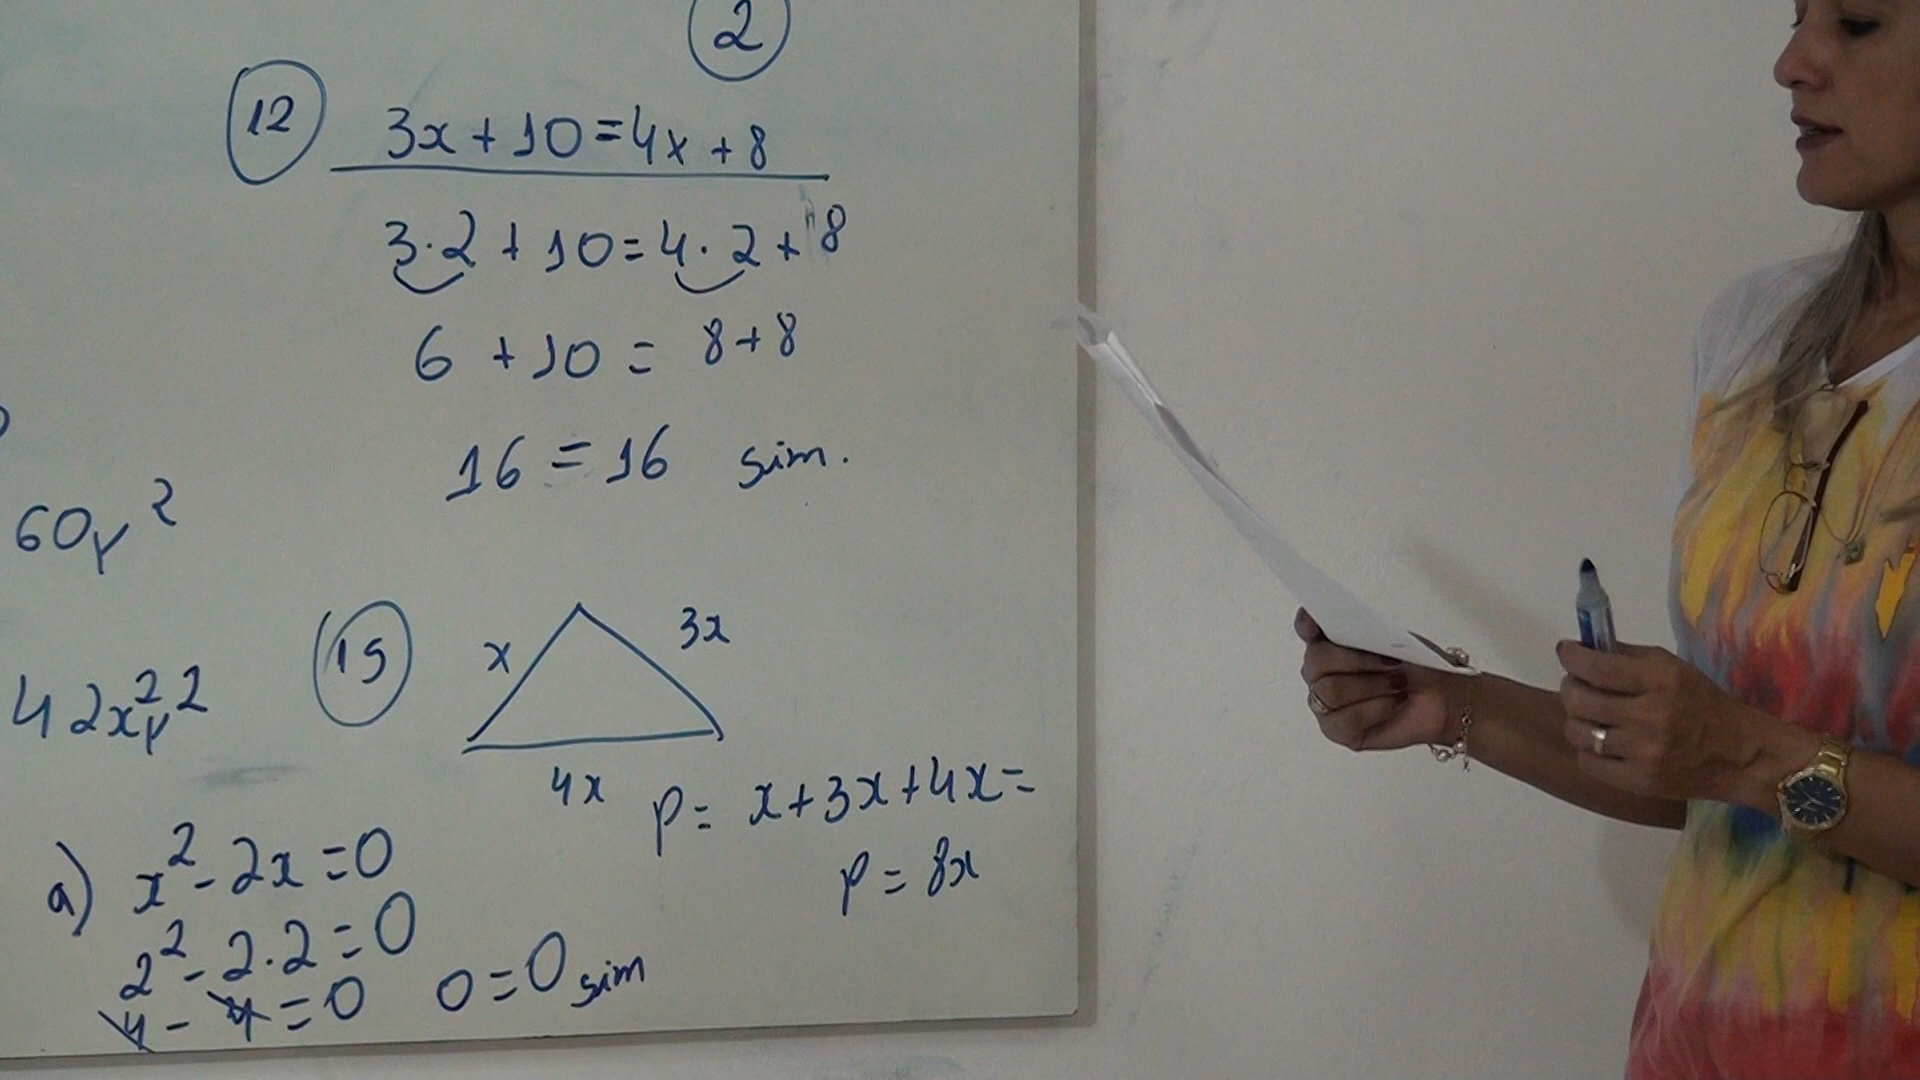 2
12
3x + 10 = 4x + 8
3 · 2 + 10 = 4 · 2 + 8
6 + 10 = 8 + 8
16 = 16 sim.
60y²
42x²y²
15
x
3x
4x
p = x + 3x + 4x =
p = 8x
a) x² - 2x = 0
2² - 2 · 2 = 0
4 - 4 = 0 0 = 0 sim